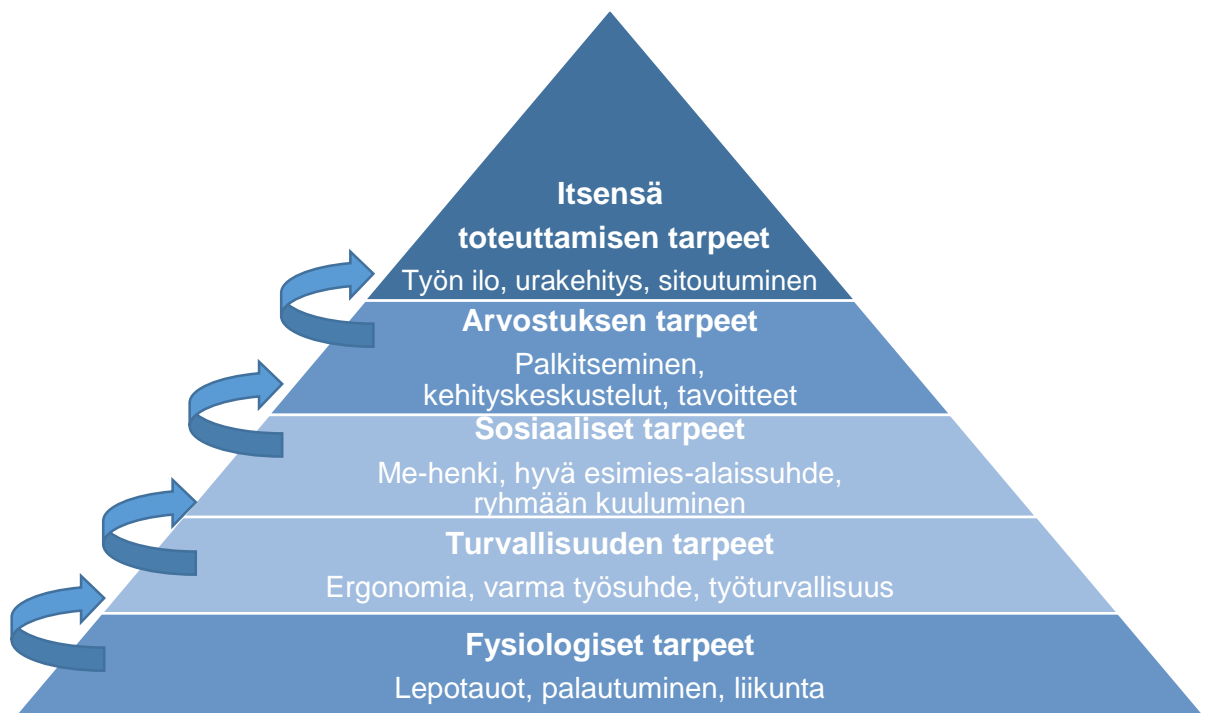 Itsensä
toteuttamisen tarpeet
Työn ilo, urakehitys, sitoutuminen
Arvostuksen tarpeet
Palkitseminen,
kehityskeskustelut, tavoitteet
Sosiaaliset tarpeet
Me-henki, hyvä esimies-alaissuhde,
ryhmään kuuluminen
Turvallisuuden tarpeet
Ergonomia, varma työsuhde, työturvallisuus
Fysiologiset tarpeet
Lepotauot, palautuminen, liikunta